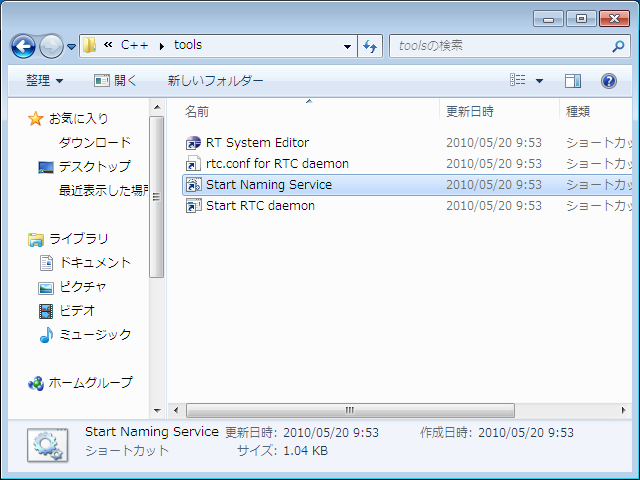 « C++ ▸ tools
toolsの検索
整理 開く 新しいフォルダー
名前 更新日時 種類
お気に入り
ダウンロード
デスクトップ
最近表示した場所
ライブラリ
ドキュメント
ピクチャ
ビデオ
ミュージック
ホームグループ
RT System Editor 2010/05/20 9:53 ショートカッ
rtc.conf for RTC daemon 2010/05/20 9:53 ショートカッ
Start Naming Service 2010/05/20 9:53 ショートカッ
Start RTC daemon 2010/05/20 9:53 ショートカッ
Start Naming Service 更新日時: 2010/05/20 9:53 作成日時: 2010/05/20 9:53
ショートカット サイズ: 1.04 KB